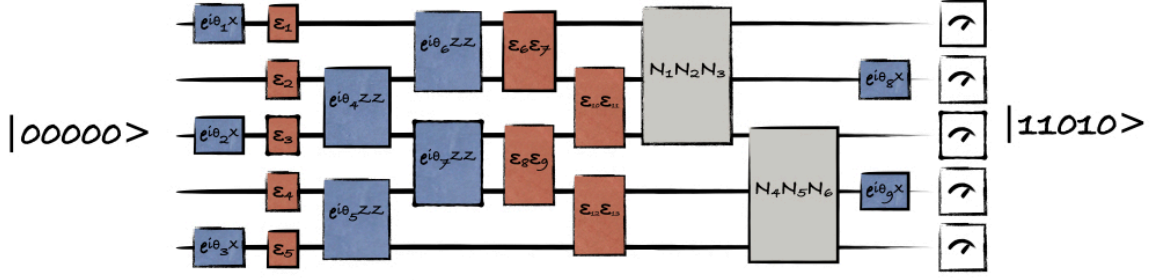 e^{iθ₁X} ε₁
e^{iθ₆ZZ} ε₆ε₇
N₁N₂N₃
ε₂
e^{iθ₄ZZ} ε₁₀ε₁₁
e^{iθ₈X}
|00000>
e^{iθ₂X} ε₃
e^{iθ₇ZZ} ε₈ε₉
|11010>
ε₄
e^{iθ₅ZZ} ε₁₂ε₁₃
N₄N₅N₆
e^{iθ₉X}
e^{iθ₃X} ε₅